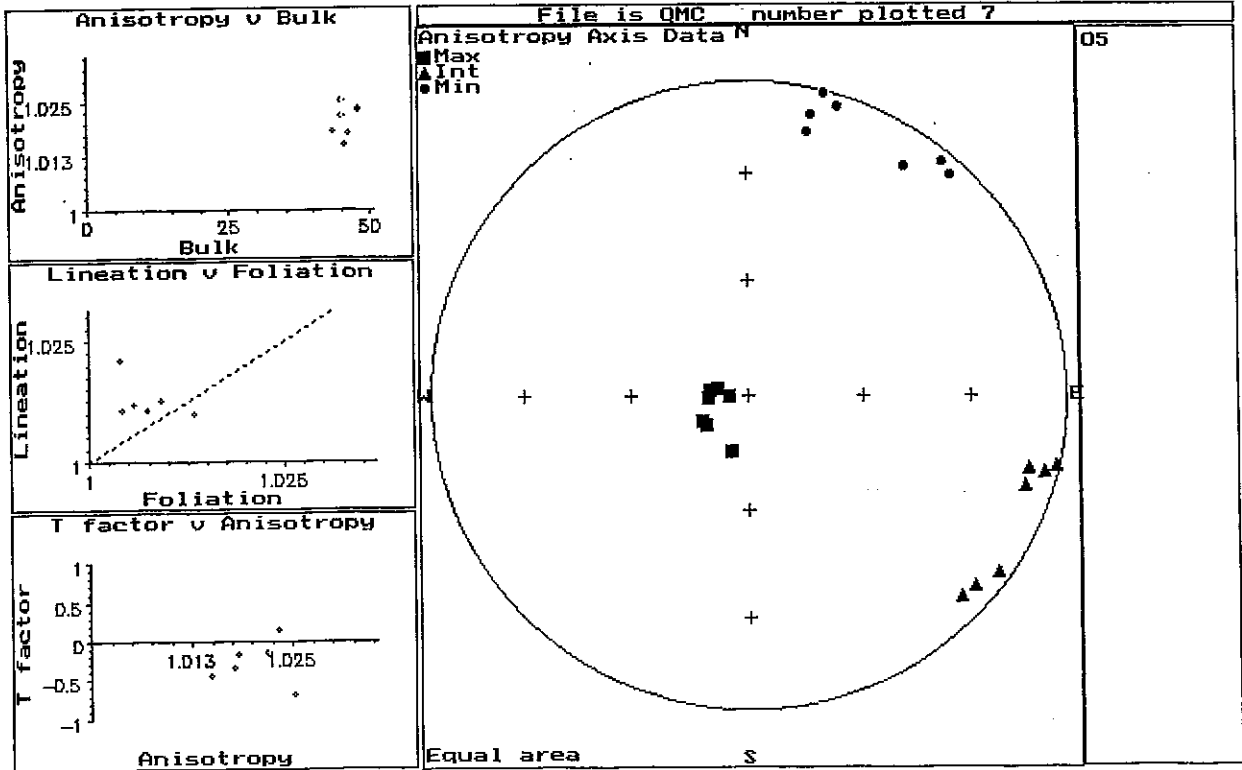 File is QMC number plotted 7
Anisotropy v Bulk
Anisotropy
1.025
1.013
1
0
25
50
Bulk
Lineation v Foliation
Lineation
1.025
1
1
1.025
Foliation
T factor v Anisotropy
T factor
1
0.5
0
-0.5
-1
1.013
1.025
Anisotropy
Anisotropy Axis Data
Max
Int
Min
N
W
E
S
Equal area
05